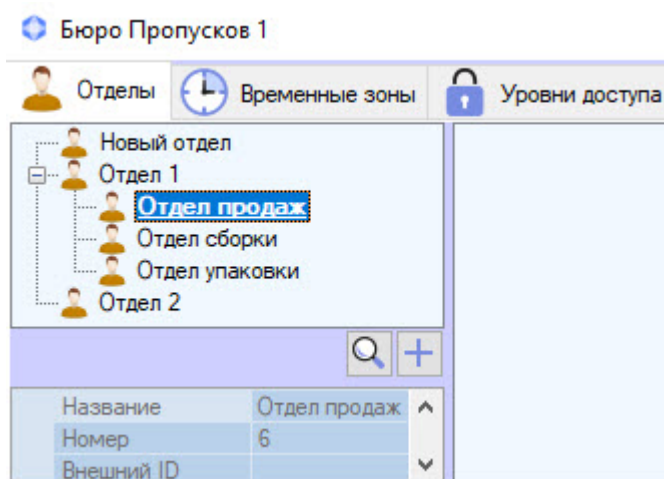 Бюро Пропусков 1
Отделы Временные зоны Уровни доступа
Новый отдел
Отдел 1
Отдел продаж
Отдел сборки
Отдел упаковки
Отдел 2
Название Отдел продаж
Номер 6
Внешний ID